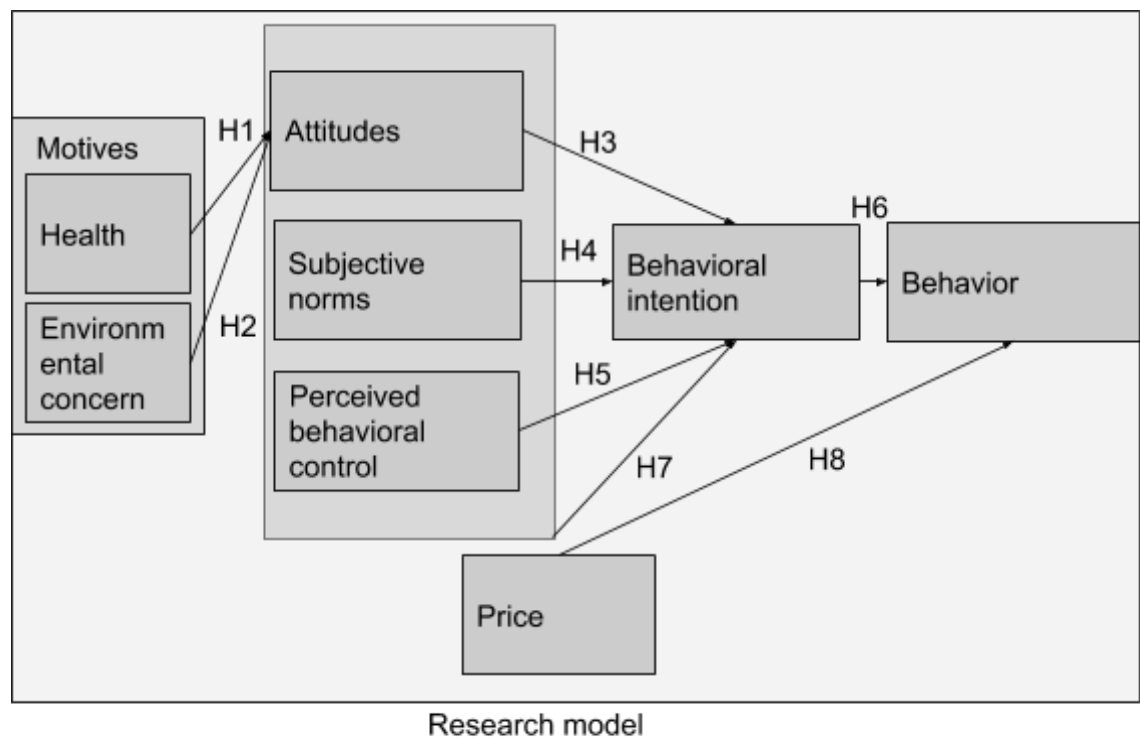 Motives
Health
Environm
ental
concern
H1
H2
Attitudes
Subjective
norms
Perceived
behavioral
control
H3
H4
H5
H7
Behavioral
intention
H6
Behavior
H8
Price
Research model